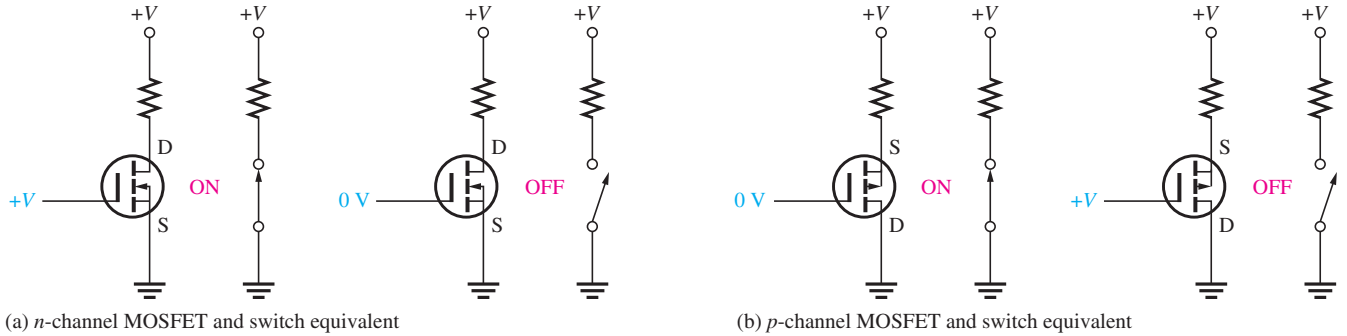 +V +V +V +V +V +V +V +V
D D S S
+V ON 0 V OFF 0 V ON +V OFF
S S D D
(a) n-channel MOSFET and switch equivalent (b) p-channel MOSFET and switch equivalent